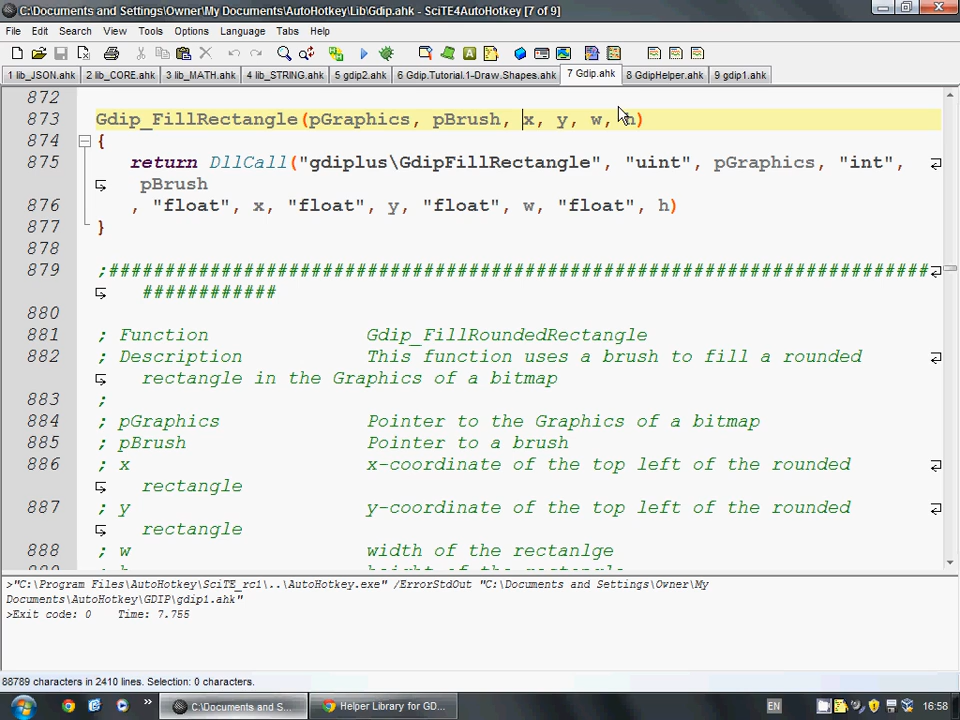 C:\Documents and Settings\Owner\My Documents\AutoHotkey\Lib\Gdip.ahk - SciTE4AutoHotkey [7 of 9]
File Edit Search View Tools Options Language Tabs Help
1 lib_JSON.ahk 2 lib_CORE.ahk 3 lib_MATH.ahk 4 lib_STRING.ahk 5 gdip2.ahk 6 Gdip.Tutorial.1-Draw.Shapes.ahk 7 Gdip.ahk 8 GdipHelper.ahk 9 gdip1.ahk
872
873 Gdip_FillRectangle(pGraphics, pBrush, x, y, w, h)
874 {
875 return DllCall("gdiplus\GdipFillRectangle", "uint", pGraphics, "int",
pBrush
876 , "float", x, "float", y, "float", w, "float", h)
877 }
878
879 ;###########################################################################
############
880
881 ; Function Gdip_FillRoundedRectangle
882 ; Description This function uses a brush to fill a rounded
rectangle in the Graphics of a bitmap
883 ;
884 ; pGraphics Pointer to the Graphics of a bitmap
885 ; pBrush Pointer to a brush
886 ; x x-coordinate of the top left of the rounded
rectangle
887 ; y y-coordinate of the top left of the rounded
rectangle
888 ; w width of the rectanlge
>"C:\Program Files\AutoHotkey\SciTE_rc1\..\AutoHotkey.exe" /ErrorStdOut "C:\Documents and Settings\Owner\My
Documents\AutoHotkey\GDIP\gdip1.ahk"
>Exit code: 0 Time: 7.755
88789 characters in 2410 lines. Selection: 0 characters.
C:\Documents and S... Helper Library for GD... EN 16:58